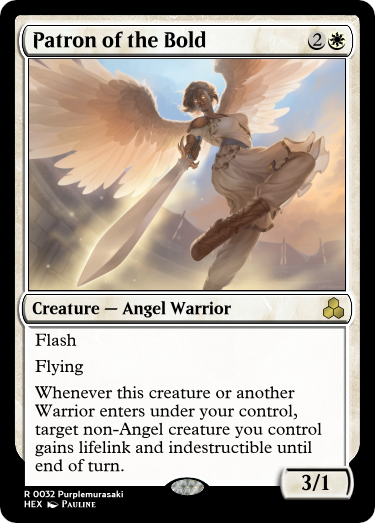 Patron of the Bold 2
Creature — Angel Warrior
Flash
Flying
Whenever this creature or another
Warrior enters under your control,
target non-Angel creature you control
gains lifelink and indestructible until
end of turn.
3/1
R 0032 Purplemurasaki
HEX Pauline